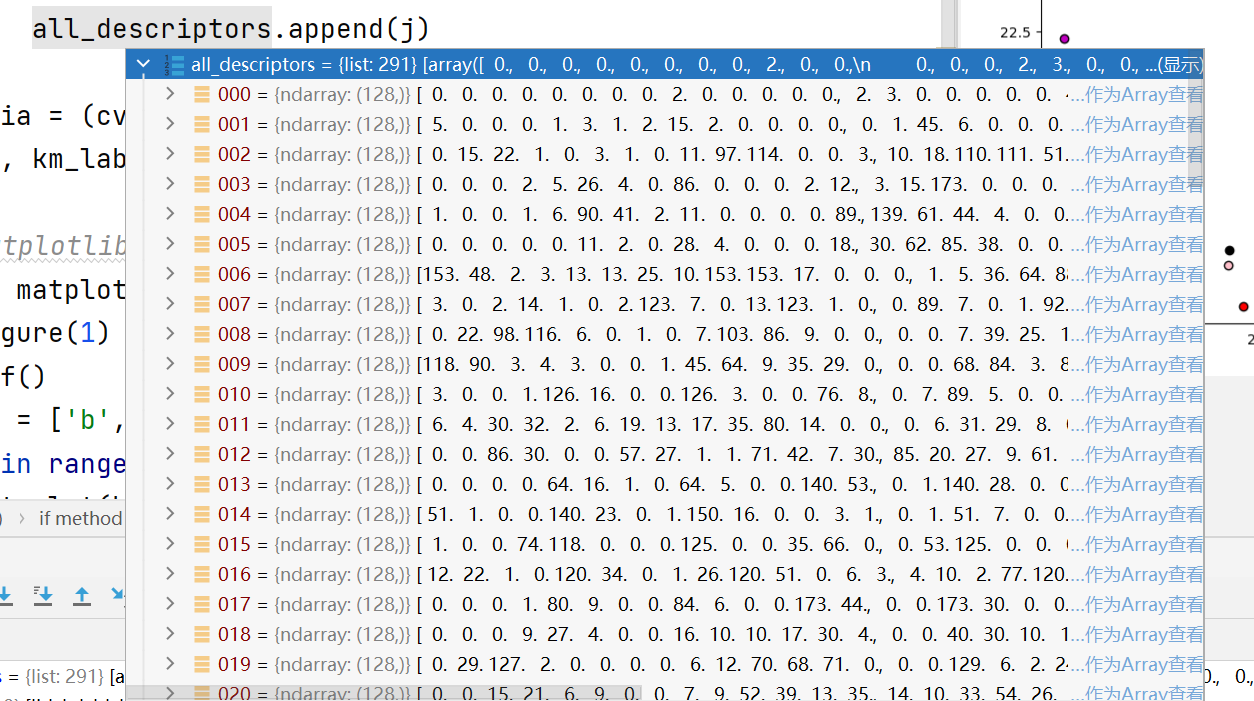 all_descriptors.append(j)
22.5
all_descriptors = {list: 291} [array([ 0., 0., 0., 0., 0., 0., 0., 0., 2., 0., 0.,\n 0., 0., 0., 2., 3., 0., 0., ...(显示)
000 = {ndarray: (128,)} [ 0. 0. 0. 0. 0. 0. 0. 0. 2. 0. 0. 0. 0. 0., 2. 3. 0. 0. 0. 0. 0. ...作为Array查看
ia = (cv
001 = {ndarray: (128,)} [ 5. 0. 0. 0. 1. 3. 1. 2. 15. 2. 0. 0. 0. 0., 0. 1. 45. 6. 0. 0. 0. ...作为Array查看
, km_lab
002 = {ndarray: (128,)} [ 0. 15. 22. 1. 0. 3. 1. 0. 11. 97. 114. 0. 0. 3., 10. 18. 110. 111. 51. ...作为Array查看
003 = {ndarray: (128,)} [ 0. 0. 0. 2. 5. 26. 4. 0. 86. 0. 0. 0. 2. 12., 3. 15. 173. 0. 0. 0. ...作为Array查看
004 = {ndarray: (128,)} [ 1. 0. 0. 1. 6. 90. 41. 2. 11. 0. 0. 0. 0. 89., 139. 61. 44. 4. 0. 0. ...作为Array查看
tplotlib
005 = {ndarray: (128,)} [ 0. 0. 0. 0. 0. 11. 2. 0. 28. 4. 0. 0. 0. 18., 30. 62. 85. 38. 0. 0. ...作为Array查看
006 = {ndarray: (128,)} [153. 48. 2. 3. 13. 13. 25. 10. 153. 153. 17. 0. 0. 0., 1. 5. 36. 64. ...作为Array查看
matplot
007 = {ndarray: (128,)} [ 3. 0. 2. 14. 1. 0. 2. 123. 7. 0. 13. 123. 1. 0., 0. 89. 7. 0. 1. 92. ...作为Array查看
gure(1)
008 = {ndarray: (128,)} [ 0. 22. 98. 116. 6. 0. 1. 0. 7. 103. 86. 9. 0. 0., 0. 7. 39. 25. ...作为Array查看
f()
009 = {ndarray: (128,)} [118. 90. 3. 4. 3. 0. 0. 1. 45. 64. 9. 35. 29. 0., 0. 0. 68. 84. 3. ...作为Array查看
010 = {ndarray: (128,)} [ 3. 0. 0. 1. 126. 16. 0. 0. 126. 3. 0. 0. 76. 8., 0. 7. 89. 5. 0. 0. ...作为Array查看
= ['b',
011 = {ndarray: (128,)} [ 6. 4. 30. 32. 2. 6. 19. 13. 17. 35. 80. 14. 0. 0., 0. 6. 31. 29. 8. ...作为Array查看
in range
012 = {ndarray: (128,)} [ 0. 0. 86. 30. 0. 0. 57. 27. 1. 1. 71. 42. 7. 30., 85. 20. 27. 9. 61. ...作为Array查看
013 = {ndarray: (128,)} [ 0. 0. 0. 0. 64. 16. 1. 0. 64. 5. 0. 0. 140. 53., 0. 1. 140. 28. 0. ...作为Array查看
if method
014 = {ndarray: (128,)} [ 51. 1. 0. 0. 140. 23. 0. 1. 150. 16. 0. 0. 3. 1., 0. 1. 51. 7. 0. 0. ...作为Array查看
015 = {ndarray: (128,)} [ 1. 0. 0. 74. 118. 0. 0. 0. 125. 0. 0. 35. 66. 0., 0. 53. 125. 0. 0. ...作为Array查看
016 = {ndarray: (128,)} [ 12. 22. 1. 0. 120. 34. 0. 1. 26. 120. 51. 0. 6. 3., 4. 10. 2. 77. 120. ...作为Array查看
017 = {ndarray: (128,)} [ 0. 0. 0. 1. 80. 9. 0. 0. 84. 6. 0. 0. 173. 44., 0. 0. 173. 30. 0. 0. ...作为Array查看
018 = {ndarray: (128,)} [ 0. 0. 0. 9. 27. 4. 0. 0. 16. 10. 10. 17. 30. 4., 0. 0. 40. 30. 10. ...作为Array查看
019 = {ndarray: (128,)} [ 0. 29. 127. 2. 0. 0. 0. 0. 6. 12. 70. 68. 71. 0., 0. 0. 129. 6. 2. ...作为Array查看
= {list: 291} [a
0., 0.,
020 = {ndarray: (128,)} [ 0. 0. 15. 21. 6. 9. 0. 0. 7. 9. 52. 39. 13. 35., 14. 10. 33. 54. 26. ...作为Array查看